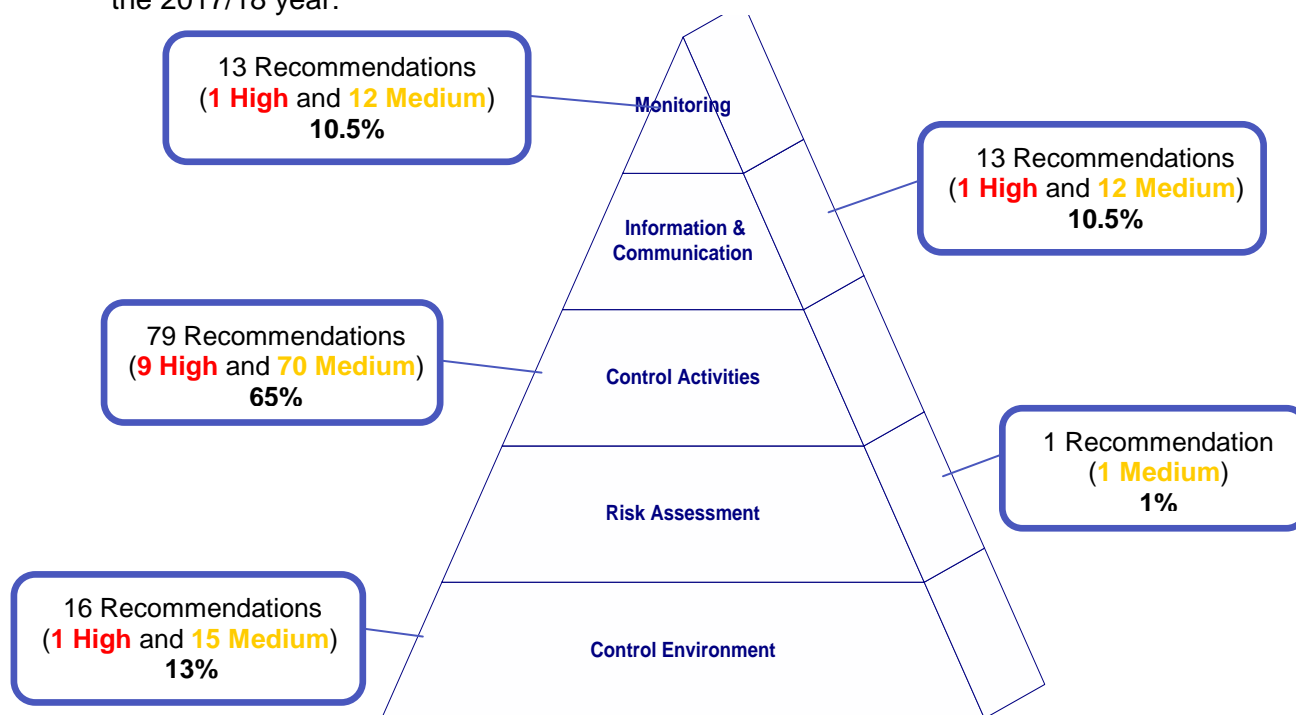 the 2017/18 year.
13 Recommendations
(1 High and 12 Medium)
10.5%
Monitoring
13 Recommendations
(1 High and 12 Medium)
10.5%
Information &
Communication
79 Recommendations
(9 High and 70 Medium)
65%
Control Activities
1 Recommendation
(1 Medium)
1%
Risk Assessment
16 Recommendations
(1 High and 15 Medium)
13%
Control Environment